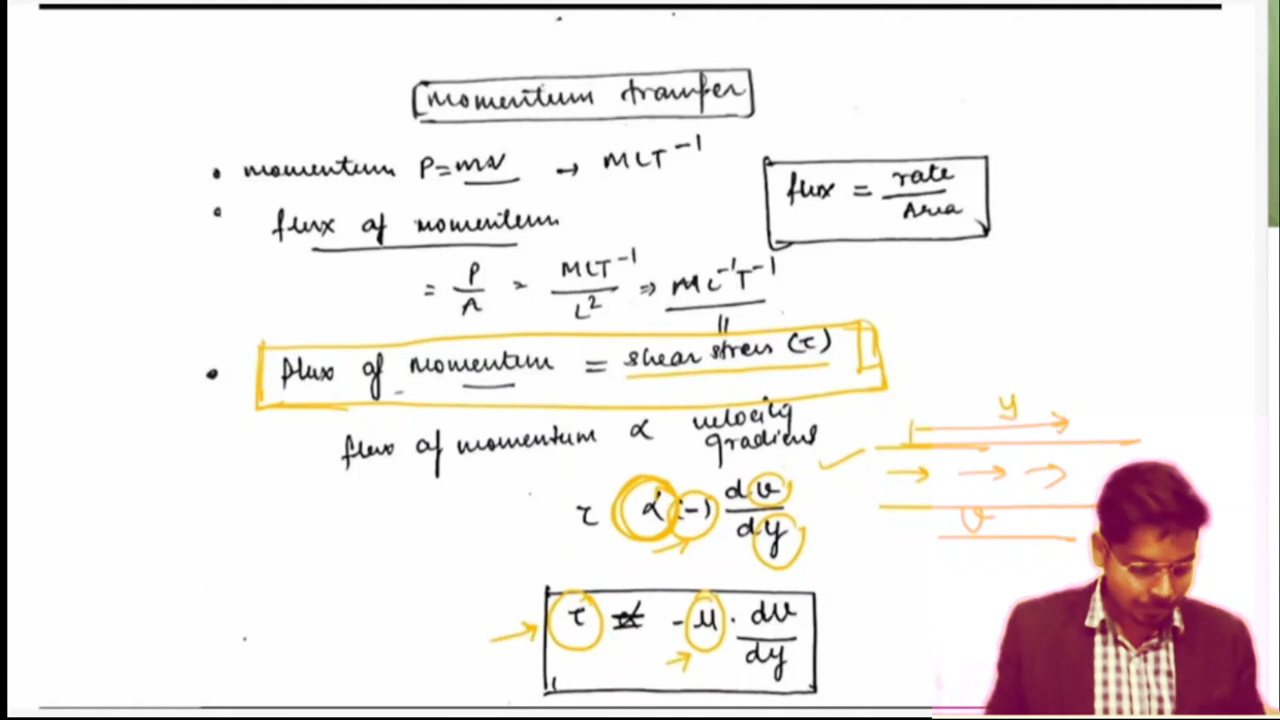 momentum transfer
• momentum P = mv → MLT⁻¹
flux = rate / Area
• flux of momentum
= P/A = MLT⁻¹/L² ⇒ ML⁻¹T⁻¹
||
• flux of momentum = shear stress (τ)
flux of momentum ∝ velocity gradient
y
τ ∝ (-) dv/dy
v
τ = -μ · dv/dy